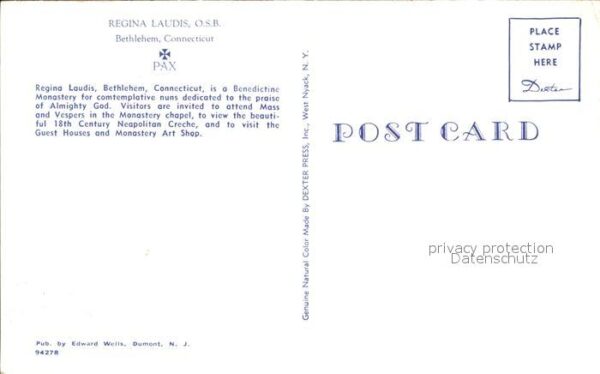 REGINA LAUDIS, O.S.B.
Bethlehem, Connecticut
PAX
Regina Laudis, Bethlehem, Connecticut, is a Benedictine
Monastery for comtemplative nuns dedicated to the praise
of Almighty God. Visitors are invited to attend Mass
and Vespers in the Monastery chapel, to view the beauti-
ful 18th Century Neapolitan Creche, and to visit the
Guest Houses and Monastery Art Shop.
Pub. by Edward Wells, Dumont, N. J.
94278
Genuine Natural Color Made By DEXTER PRESS, Inc., West Nyack, N. Y.
PLACE
STAMP
HERE
Dexter
POST CARD
privacy protection
Datenschutz